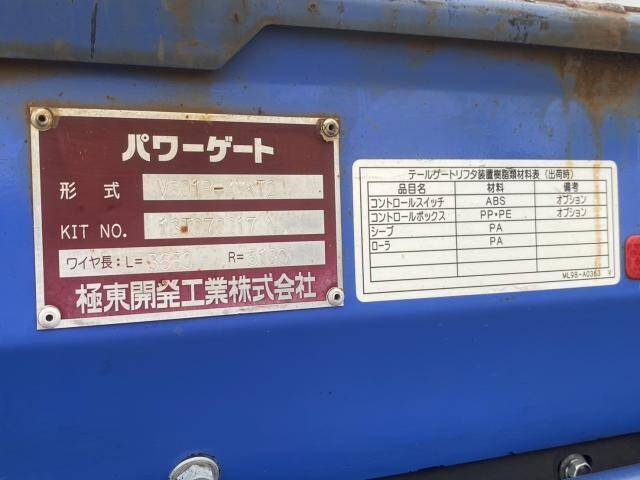 パワーゲート
形式
KIT NO.
ワイヤ長：L= R=
極東開発工業株式会社
テールゲートリフタ装置樹脂類材料表（出荷時）
品目名 材料 備考
コントロールスイッチ ABS オプション
コントロールボックス PP・PE オプション
シーブ PA
ローラ PA
ML98-A0363 V